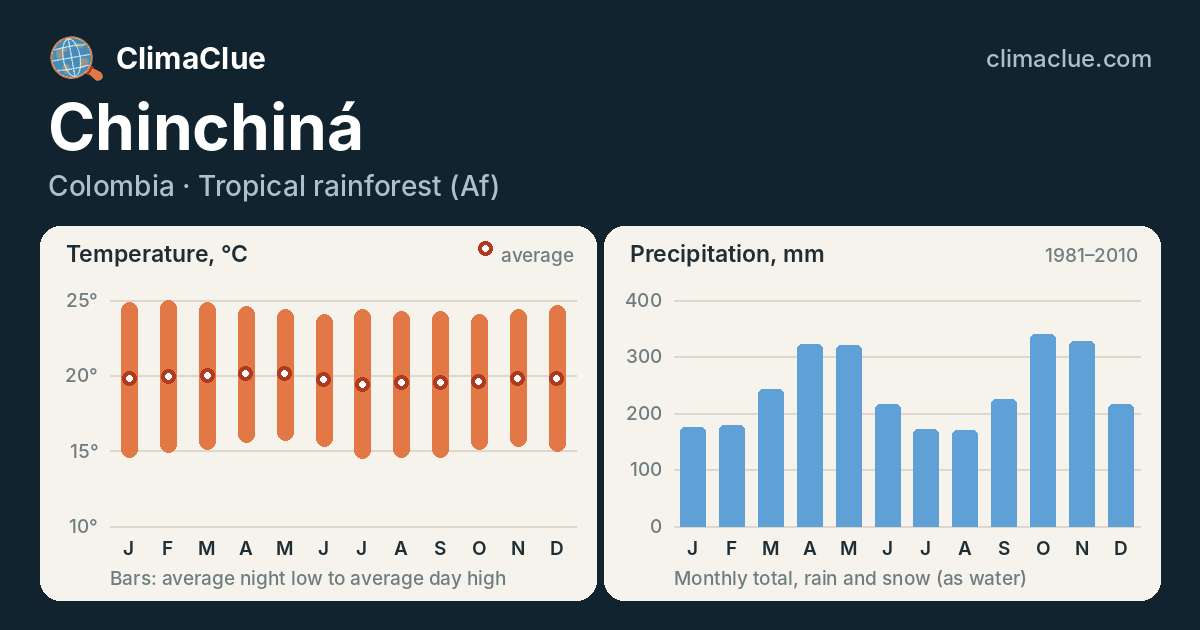 ClimaClue
climaclue.com
Chinchiná
Colombia · Tropical rainforest (Af)
Temperature, °C
average
25°
20°
15°
10°
J F M A M J J A S O N D
Bars: average night low to average day high
Precipitation, mm
1981–2010
400
300
200
100
0
J F M A M J J A S O N D
Monthly total, rain and snow (as water)